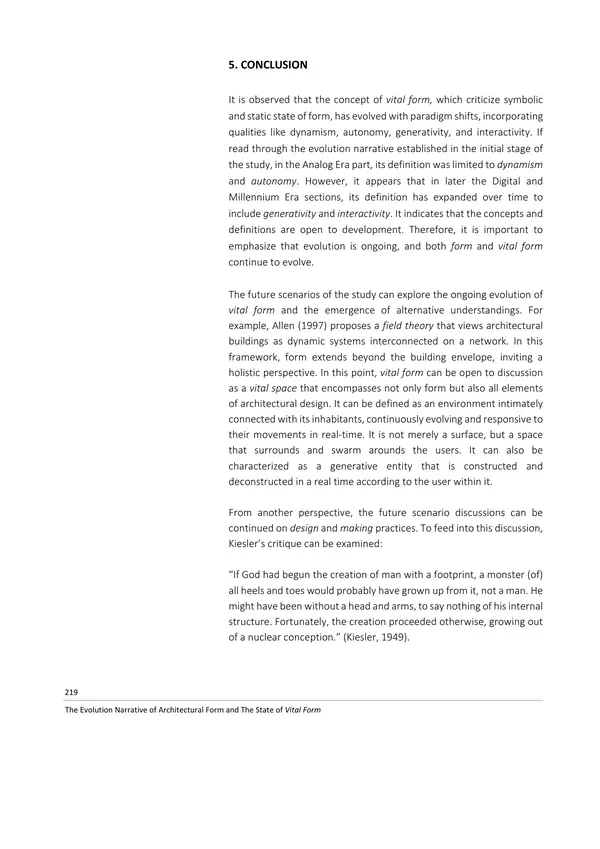 5. CONCLUSION
It is observed that the concept of vital form, which criticize symbolic
and static state of form, has evolved with paradigm shifts, incorporating
qualities like dynamism, autonomy, generativity, and interactivity. If
read through the evolution narrative established in the initial stage of
the study, in the Analog Era part, its definition was limited to dynamism
and autonomy. However, it appears that in later the Digital and
Millennium Era sections, its definition has expanded over time to
include generativity and interactivity. It indicates that the concepts and
definitions are open to development. Therefore, it is important to
emphasize that evolution is ongoing, and both form and vital form
continue to evolve.
The future scenarios of the study can explore the ongoing evolution of
vital form and the emergence of alternative understandings. For
example, Allen (1997) proposes a field theory that views architectural
buildings as dynamic systems interconnected on a network. In this
framework, form extends beyond the building envelope, inviting a
holistic perspective. In this point, vital form can be open to discussion
as a vital space that encompasses not only form but also all elements
of architectural design. It can be defined as an environment intimately
connected with its inhabitants, continuously evolving and responsive to
their movements in real-time. It is not merely a surface, but a space
that surrounds and swarm arounds the users. It can also be
characterized as a generative entity that is constructed and
deconstructed in a real time according to the user within it.
From another perspective, the future scenario discussions can be
continued on design and making practices. To feed into this discussion,
Kiesler's critique can be examined:
"If God had begun the creation of man with a footprint, a monster (of)
all heels and toes would probably have grown up from it, not a man. He
might have been without a head and arms, to say nothing of his internal
structure. Fortunately, the creation proceeded otherwise, growing out
of a nuclear conception." (Kiesler, 1949).
219
The Evolution Narrative of Architectural Form and The State of Vital Form